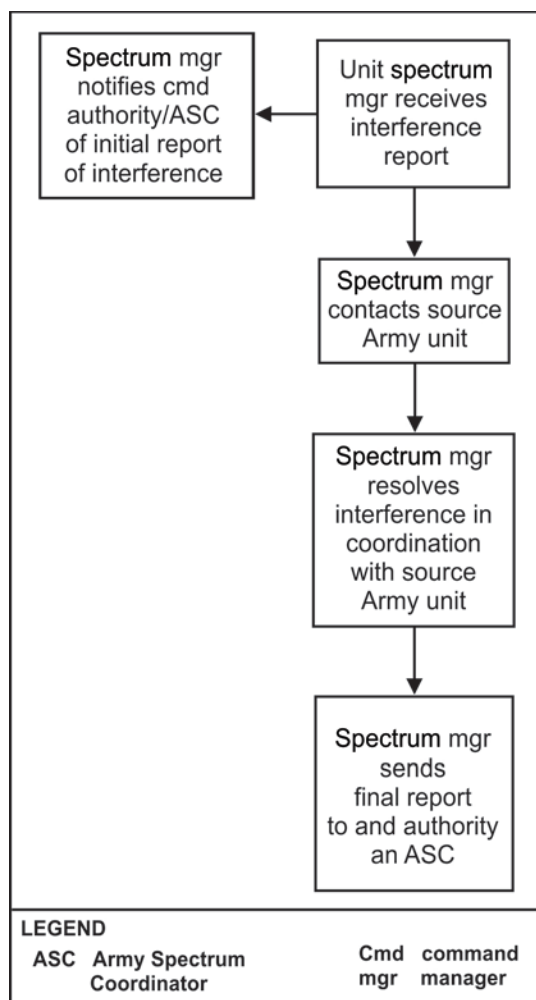 Spectrum mgr
notifies cmd
authority/ASC
of initial report
of interference
Unit spectrum
mgr receives
interference
report
Spectrum mgr
contacts source
Army unit
Spectrum mgr
resolves
interference in
coordination
with source
Army unit
Spectrum mgr
sends
final report
to and authority
an ASC
LEGEND
ASC Army Spectrum
Coordinator
Cmd command
mgr manager